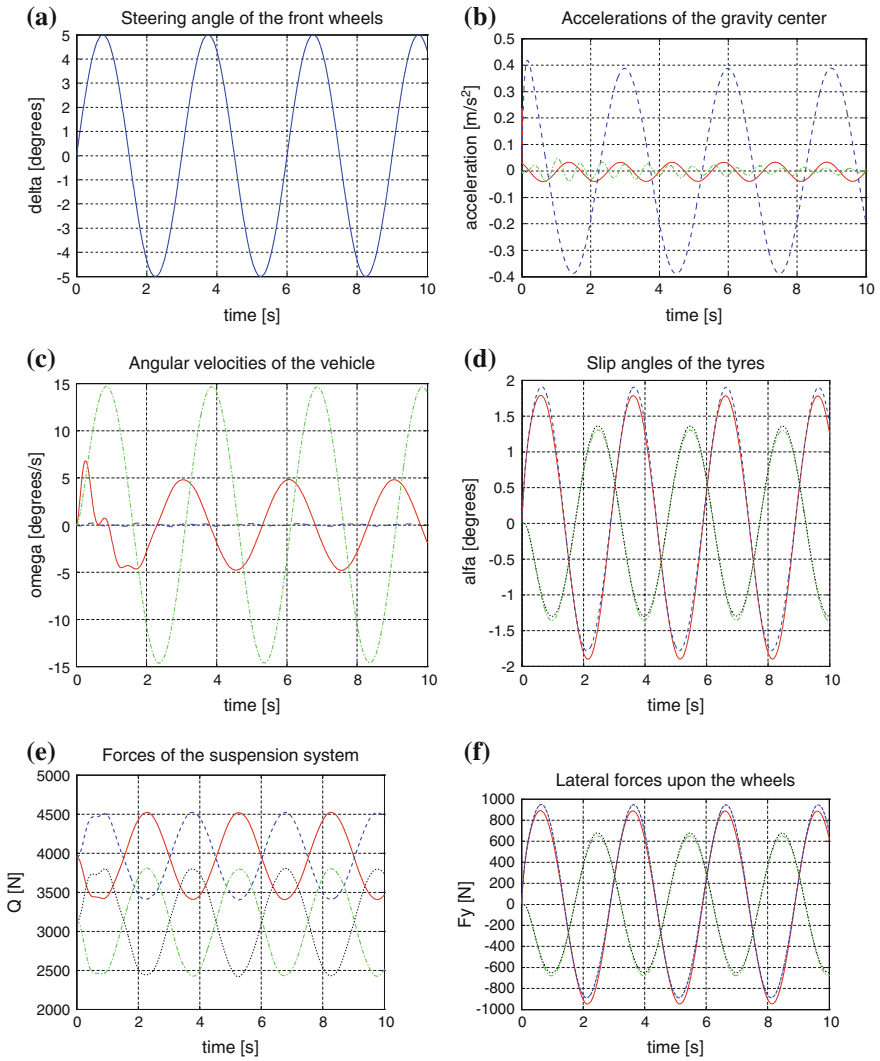 (a) Steering angle of the front wheels
5
4
3
2
1
0
-1
-2
-3
-4
-5
delta [degrees]
0 2 4 6 8 10
time [s]
(b) Accelerations of the gravity center
0.5
0.4
0.3
0.2
0.1
0
-0.1
-0.2
-0.3
-0.4
acceleration [m/s²]
0 2 4 6 8 10
time [s]
(c) Angular velocities of the vehicle
15
10
5
0
-5
-10
-15
omega [degrees/s]
0 2 4 6 8 10
time [s]
(d) Slip angles of the tyres
2
1.5
1
0.5
0
-0.5
-1
-1.5
-2
alfa [degrees]
0 2 4 6 8 10
time [s]
(e) Forces of the suspension system
5000
4500
4000
3500
3000
2500
2000
Q [N]
0 2 4 6 8 10
time [s]
(f) Lateral forces upon the wheels
1000
800
600
400
200
0
-200
-400
-600
-800
-1000
Fy [N]
0 2 4 6 8 10
time [s]